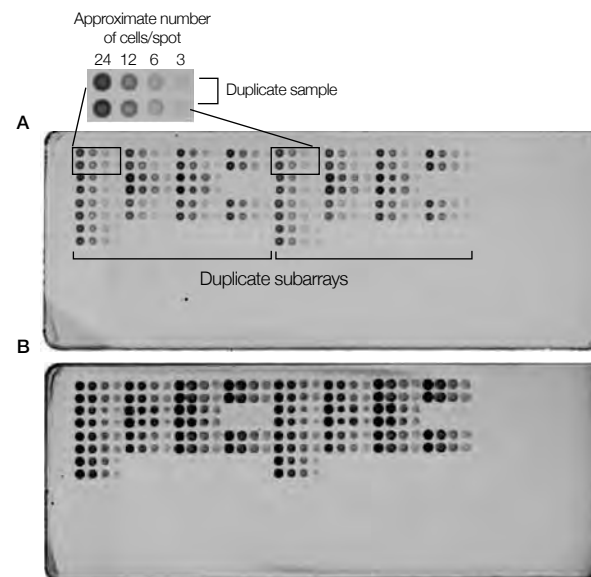 Approximate number
of cells/spot
24 12 6 3
Duplicate sample
A
Duplicate subarrays
B